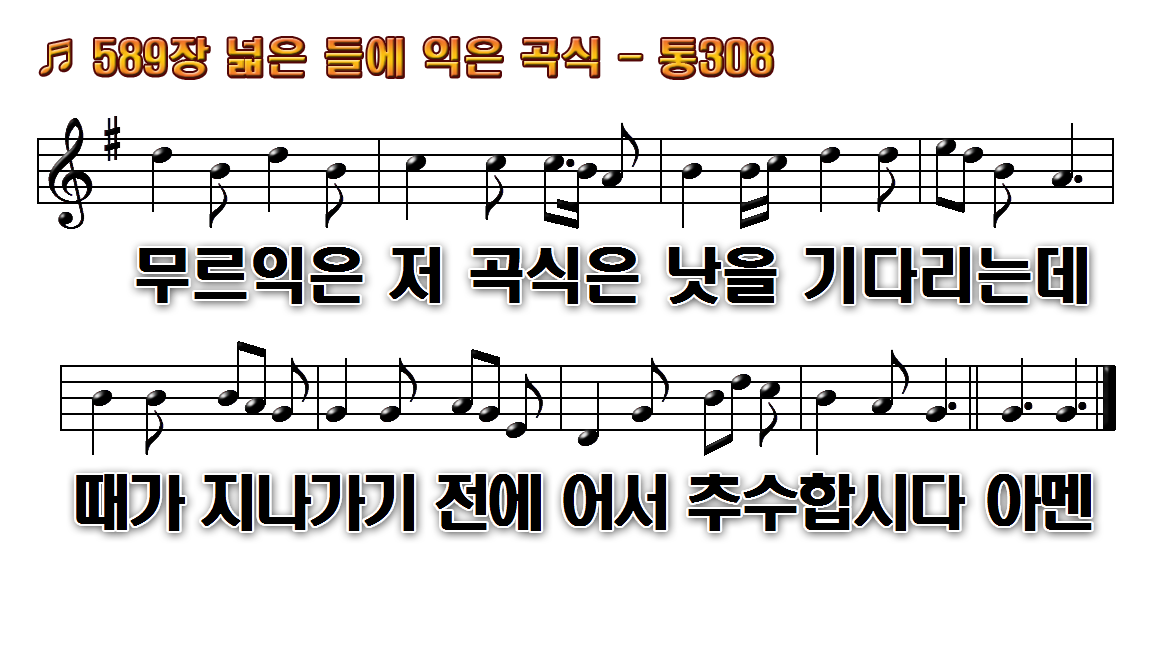 ♬ 589장 넓은 들에 익은 곡식 - 통308
무르익은 저 곡식은 낫을 기다리는데
때가 지나가기 전에 어서 추수합시다 아멘